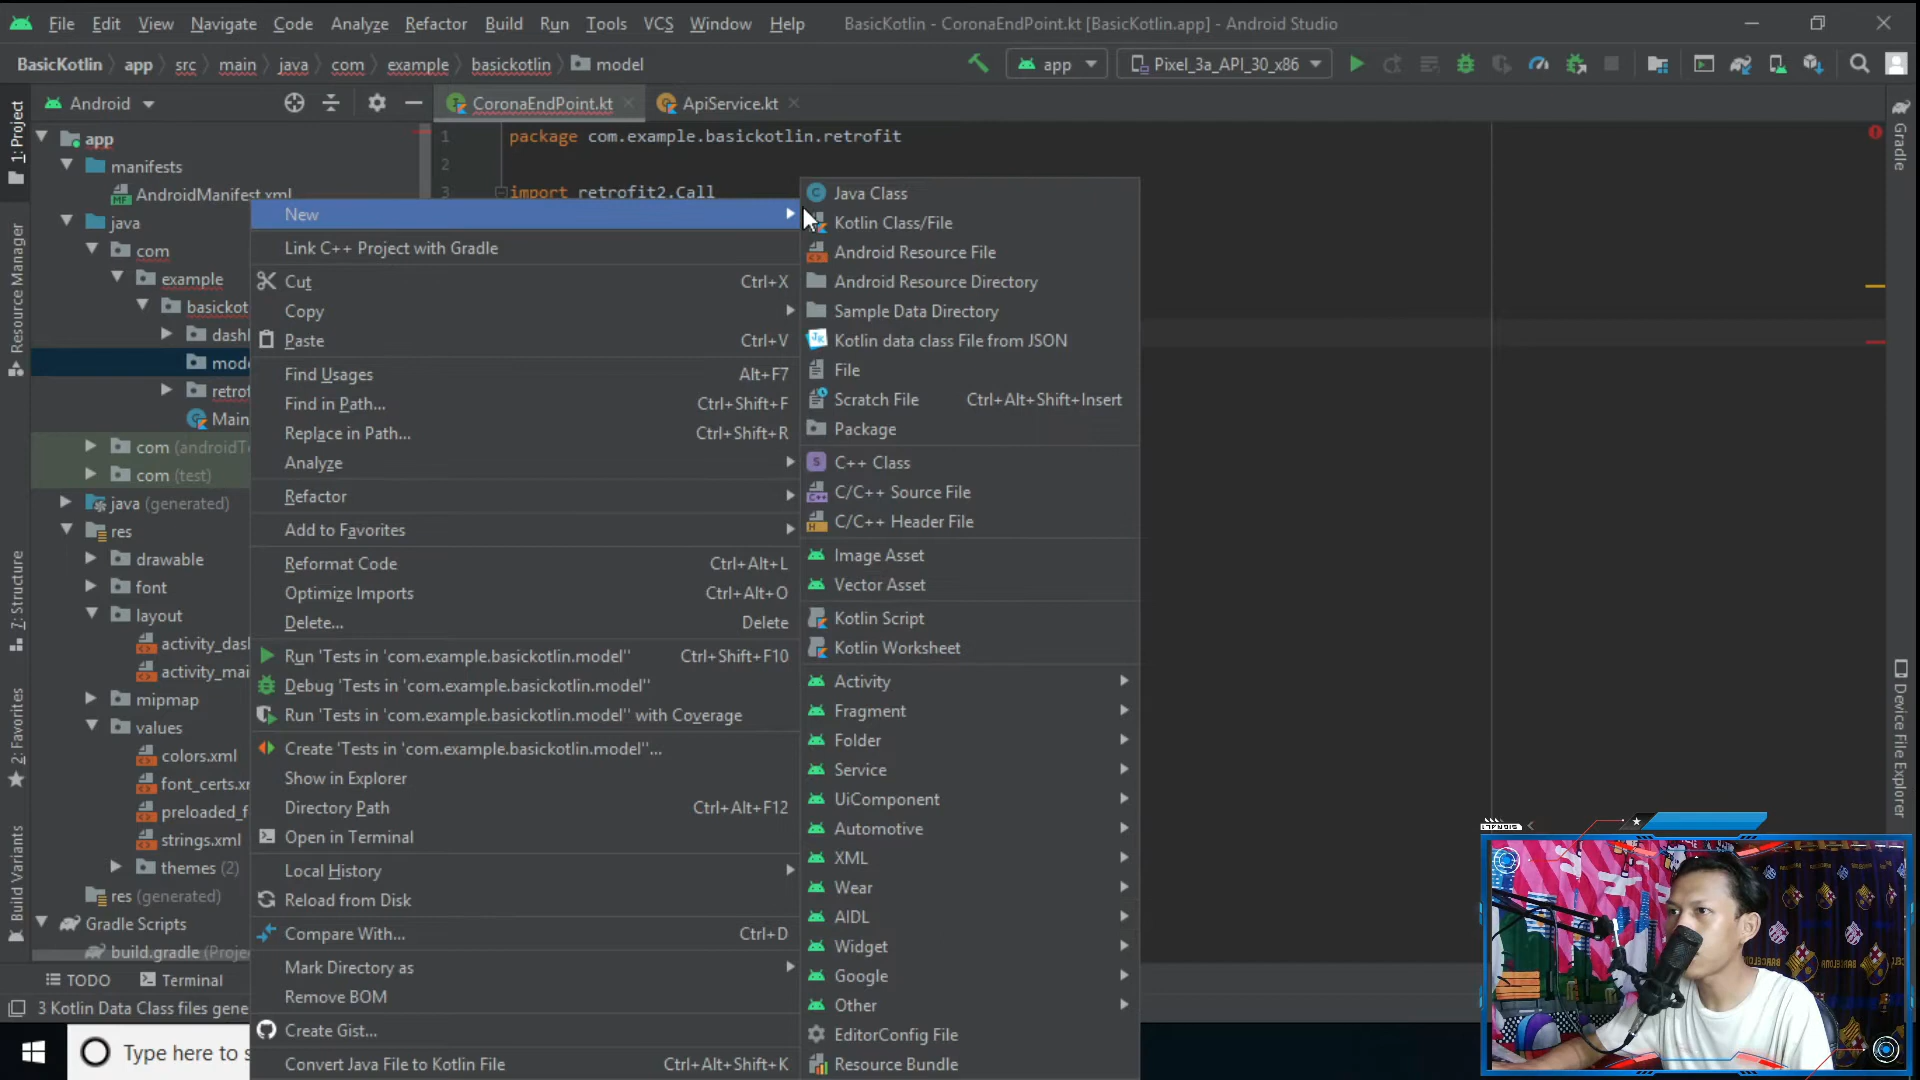 File Edit View Navigate Code Analyze Refactor Build Run Tools VCS Window Help BasicKotlin - CoronaEndPoint.kt [BasicKotlin.app] - Android Studio
BasicKotlin app src main java com example basickotlin model app Pixel_3a_API_30_x86
Android CoronaEndPoint.kt ApiService.kt
1: Project
Resource Manager
7: Structure
2: Favorites
Build Variants
Gradle
Device File Explorer
app
manifests
AndroidManifest.xml
java
com
example
basickot
dash
mode
retrof
Main
com (androidTe
com (test)
java (generated)
res
drawable
font
layout
activity_das
activity_mai
mipmap
values
colors.xml
font_certs.x
preloaded_f
strings.xml
themes (2)
res (generated)
Gradle Scripts
build.gradle (Projec
1 package com.example.basickotlin.retrofit
2
3 import retrofit2.Call
New
Link C++ Project with Gradle
Cut Ctrl+X
Copy
Paste Ctrl+V
Find Usages Alt+F7
Find in Path... Ctrl+Shift+F
Replace in Path... Ctrl+Shift+R
Analyze
Refactor
Add to Favorites
Reformat Code Ctrl+Alt+L
Optimize Imports Ctrl+Alt+O
Delete... Delete
Run 'Tests in 'com.example.basickotlin.model'' Ctrl+Shift+F10
Debug 'Tests in 'com.example.basickotlin.model''
Run 'Tests in 'com.example.basickotlin.model'' with Coverage
Create 'Tests in 'com.example.basickotlin.model''...
Show in Explorer
Directory Path Ctrl+Alt+F12
Open in Terminal
Local History
Reload from Disk
Compare With... Ctrl+D
Mark Directory as
Remove BOM
Create Gist...
Convert Java File to Kotlin File Ctrl+Alt+Shift+K
Java Class
Kotlin Class/File
Android Resource File
Android Resource Directory
Sample Data Directory
Kotlin data class File from JSON
File
Scratch File Ctrl+Alt+Shift+Insert
Package
C++ Class
C/C++ Source File
C/C++ Header File
Image Asset
Vector Asset
Kotlin Script
Kotlin Worksheet
Activity
Fragment
Folder
Service
UiComponent
Automotive
XML
Wear
AIDL
Widget
Google
Other
EditorConfig File
Resource Bundle
TODO Terminal
3 Kotlin Data Class files gene
Type here to s
BARCELONA